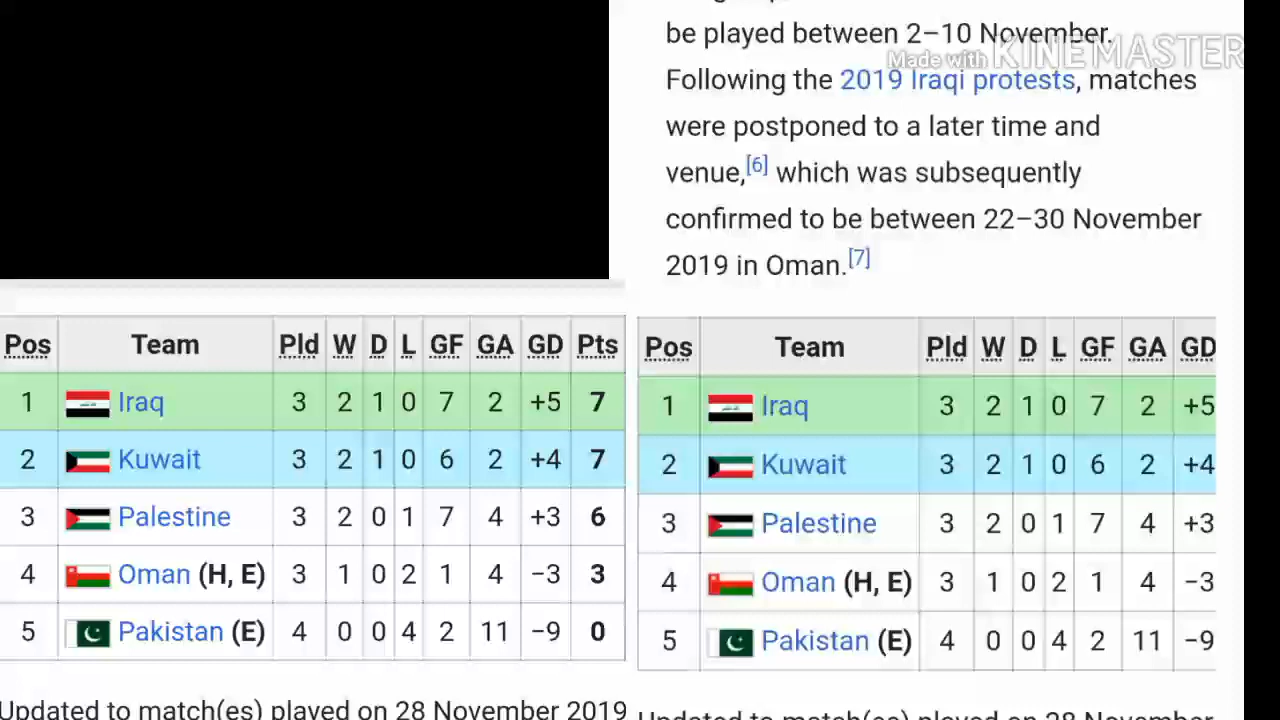 be played between 2–10 November.
Made with KINEMASTER
Following the 2019 Iraqi protests, matches
were postponed to a later time and
venue,[6] which was subsequently
confirmed to be between 22–30 November
2019 in Oman.[7]
Pos Team Pld W D L GF GA GD Pts
1 Iraq 3 2 1 0 7 2 +5 7
2 Kuwait 3 2 1 0 6 2 +4 7
3 Palestine 3 2 0 1 7 4 +3 6
4 Oman (H, E) 3 1 0 2 1 4 −3 3
5 Pakistan (E) 4 0 0 4 2 11 −9 0
Updated to match(es) played on 28 November 2019
Pos Team Pld W D L GF GA GD
1 Iraq 3 2 1 0 7 2 +5
2 Kuwait 3 2 1 0 6 2 +4
3 Palestine 3 2 0 1 7 4 +3
4 Oman (H, E) 3 1 0 2 1 4 −3
5 Pakistan (E) 4 0 0 4 2 11 −9
Updated to match(es) played on 28 November